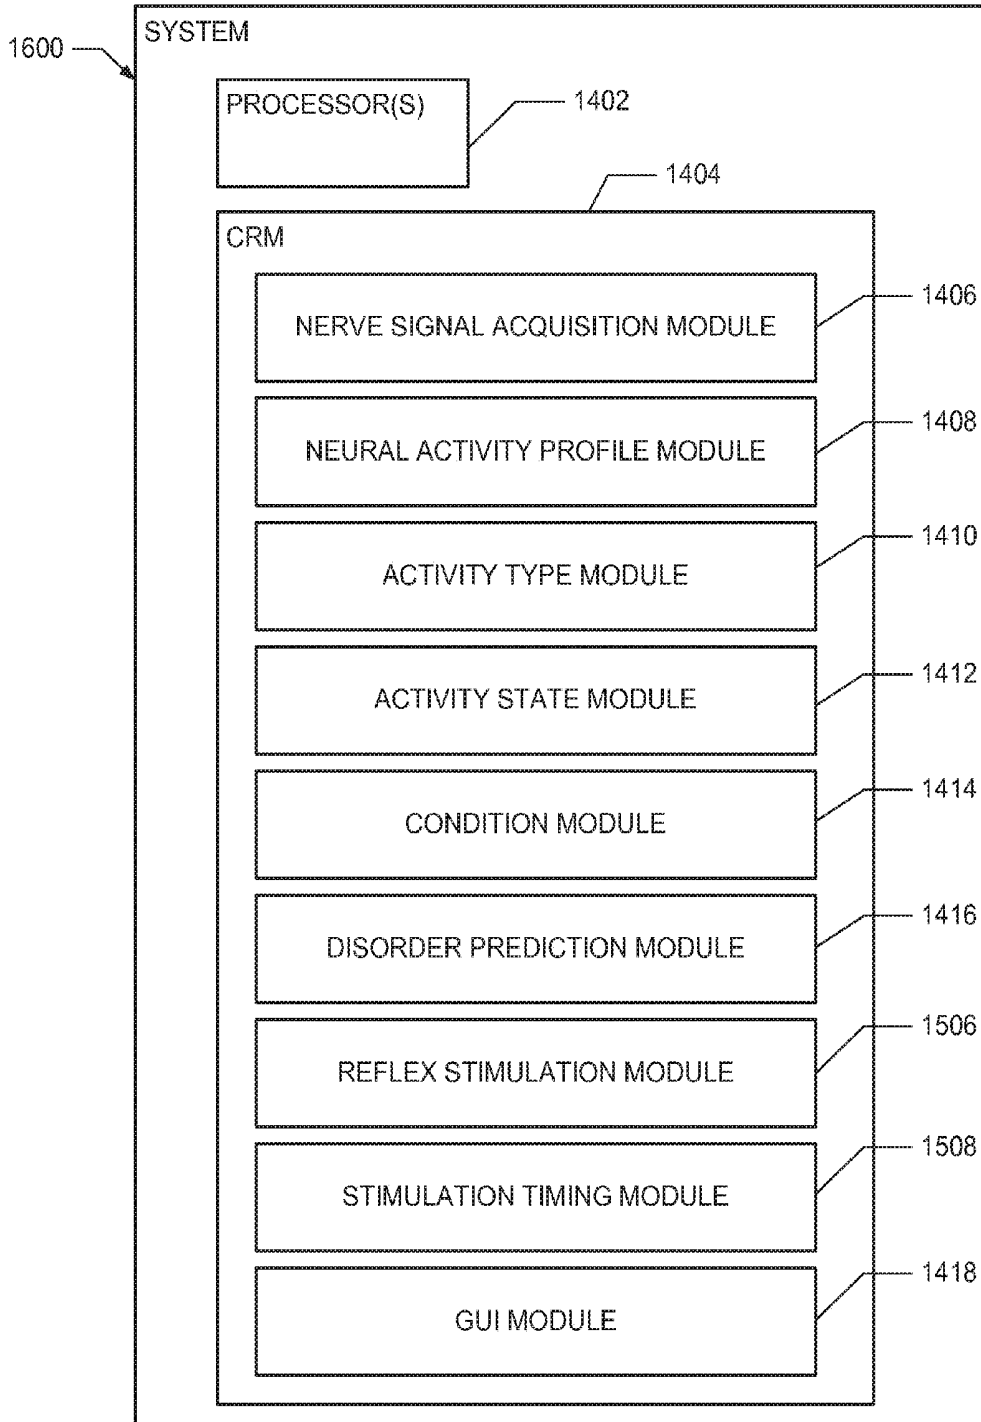 SYSTEM
1600
PROCESSOR(S)
1402
1404
CRM
NERVE SIGNAL ACQUISITION MODULE
1406
NEURAL ACTIVITY PROFILE MODULE
1408
ACTIVITY TYPE MODULE
1410
ACTIVITY STATE MODULE
1412
CONDITION MODULE
1414
DISORDER PREDICTION MODULE
1416
REFLEX STIMULATION MODULE
1506
STIMULATION TIMING MODULE
1508
GUI MODULE
1418